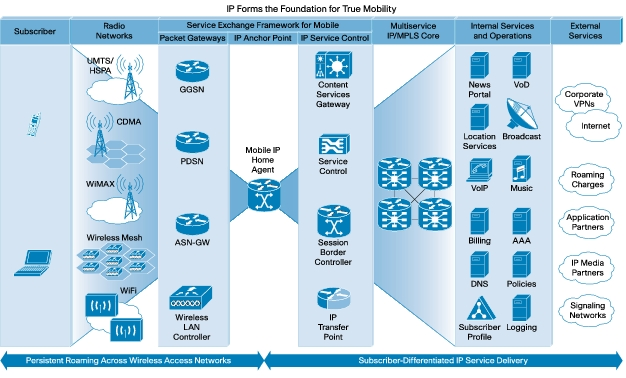 IP Forms the Foundation for True Mobility
Subscriber
Radio
Networks
Service Exchange Framework for Mobile
Packet Gateways
IP Anchor Point
IP Service Control
Multiservice
IP/MPLS Core
Internal Services
and Operations
External
Services
UMTS/
HSPA
CDMA
WiMAX
Wireless Mesh
WiFi
GGSN
PDSN
ASN-GW
Wireless
LAN
Controller
Mobile IP
Home
Agent
Content
Services
Gateway
Service
Control
Session
Border
Controller
IP
Transfer
Point
News
Portal
VoD
Location
Services
Broadcast
VoIP
Music
Billing
AAA
DNS
Policies
Subscriber
Profile
Logging
Corporate
VPNs
Internet
Roaming
Charges
Application
Partners
IP Media
Partners
Signaling
Networks
Persistent Roaming Across Wireless Access Networks
Subscriber-Differentiated IP Service Delivery